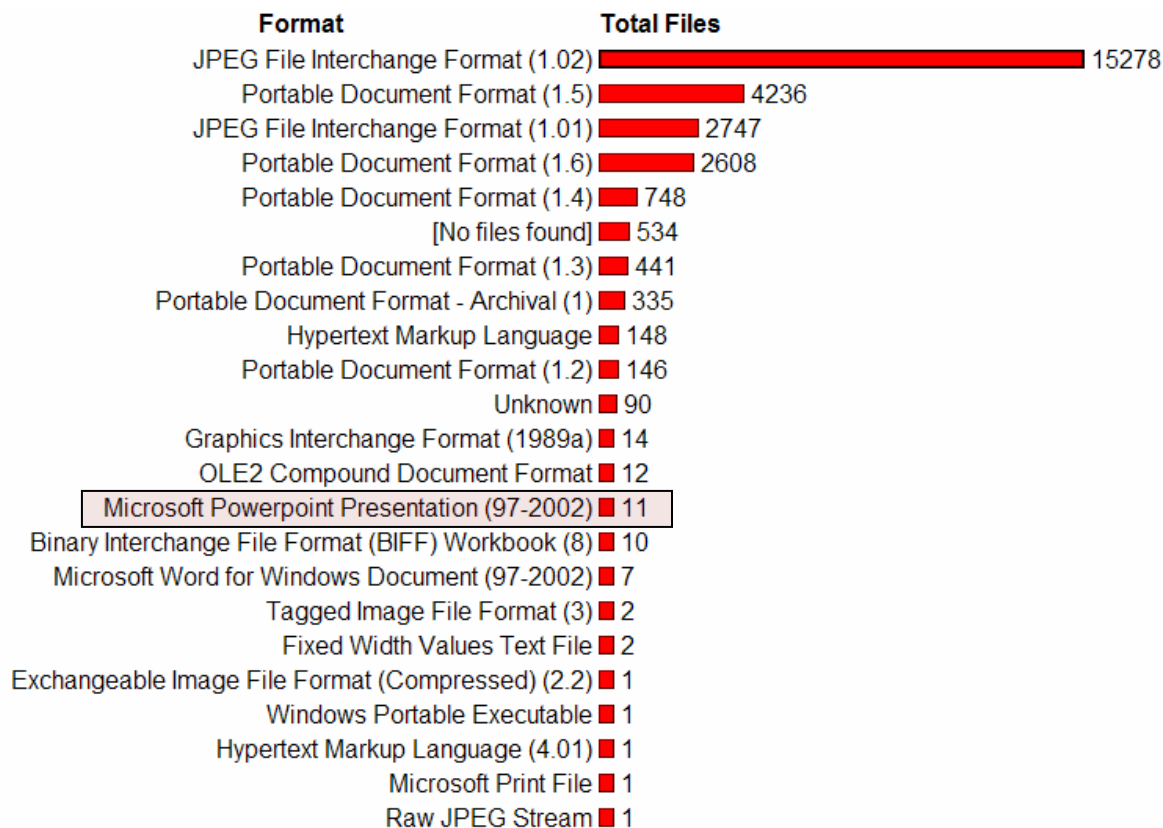 Format Total Files
JPEG File Interchange Format (1.02) 15278
Portable Document Format (1.5) 4236
JPEG File Interchange Format (1.01) 2747
Portable Document Format (1.6) 2608
Portable Document Format (1.4) 748
[No files found] 534
Portable Document Format (1.3) 441
Portable Document Format - Archival (1) 335
Hypertext Markup Language 148
Portable Document Format (1.2) 146
Unknown 90
Graphics Interchange Format (1989a) 14
OLE2 Compound Document Format 12
Microsoft Powerpoint Presentation (97-2002) 11
Binary Interchange File Format (BIFF) Workbook (8) 10
Microsoft Word for Windows Document (97-2002) 7
Tagged Image File Format (3) 2
Fixed Width Values Text File 2
Exchangeable Image File Format (Compressed) (2.2) 1
Windows Portable Executable 1
Hypertext Markup Language (4.01) 1
Microsoft Print File 1
Raw JPEG Stream 1